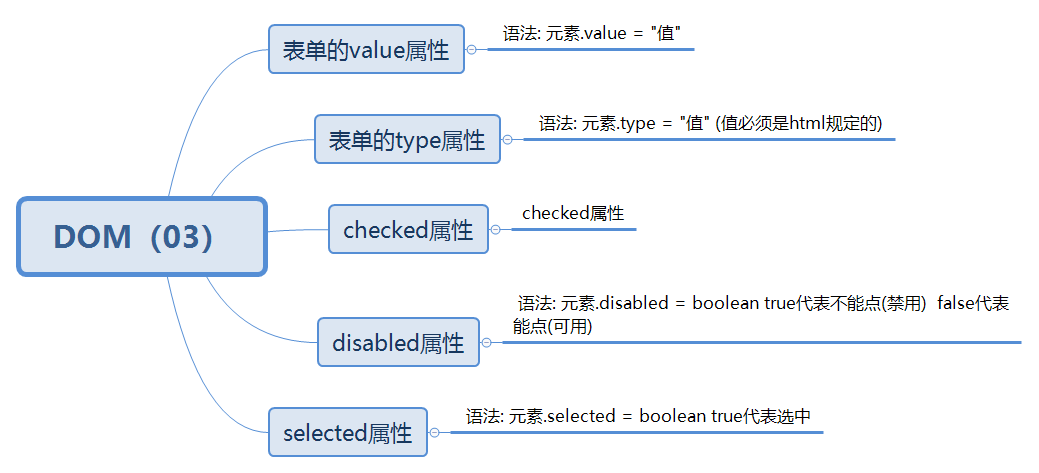 表单的value属性
语法: 元素.value = "值"
表单的type属性
语法: 元素.type = "值" (值必须是html规定的)
DOM（03）
checked属性
checked属性
disabled属性
语法: 元素.disabled = boolean true代表不能点(禁用)  false代表
能点(可用)
selected属性
语法: 元素.selected = boolean true代表选中